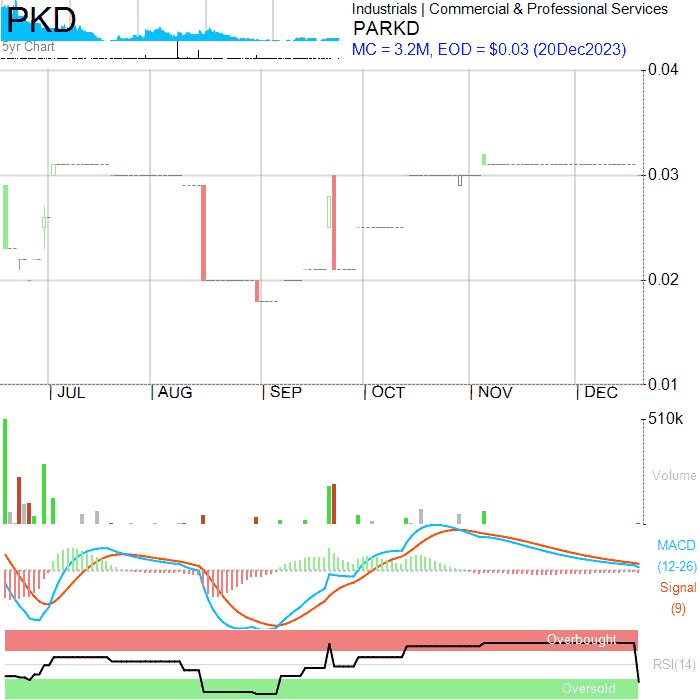 PKD
5yr Chart
Industrials | Commercial & Professional Services
PARKD
MC = 3.2M, EOD = $0.03 (20Dec2023)
0.04
0.03
0.02
0.01
JUL AUG SEP OCT NOV DEC
510k
Volume
MACD
(12-26)
Signal
(9)
Overbought
RSI(14)
Oversold